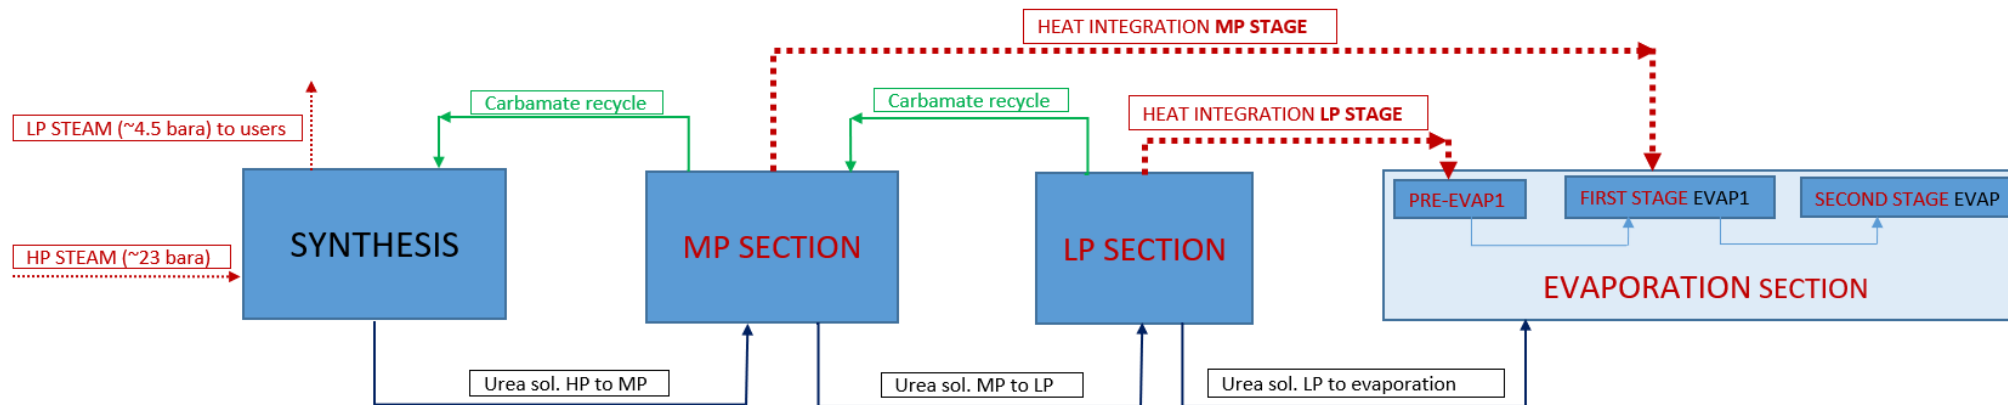 HEAT INTEGRATION MP STAGE
Carbamate recycle
Carbamate recycle
HEAT INTEGRATION LP STAGE
LP STEAM (~4.5 bara) to users
PRE-EVAP1
FIRST STAGE EVAP1
SECOND STAGE EVAP
SYNTHESIS
MP SECTION
LP SECTION
HP STEAM (~23 bara)
EVAPORATION SECTION
Urea sol. HP to MP
Urea sol. MP to LP
Urea sol. LP to evaporation